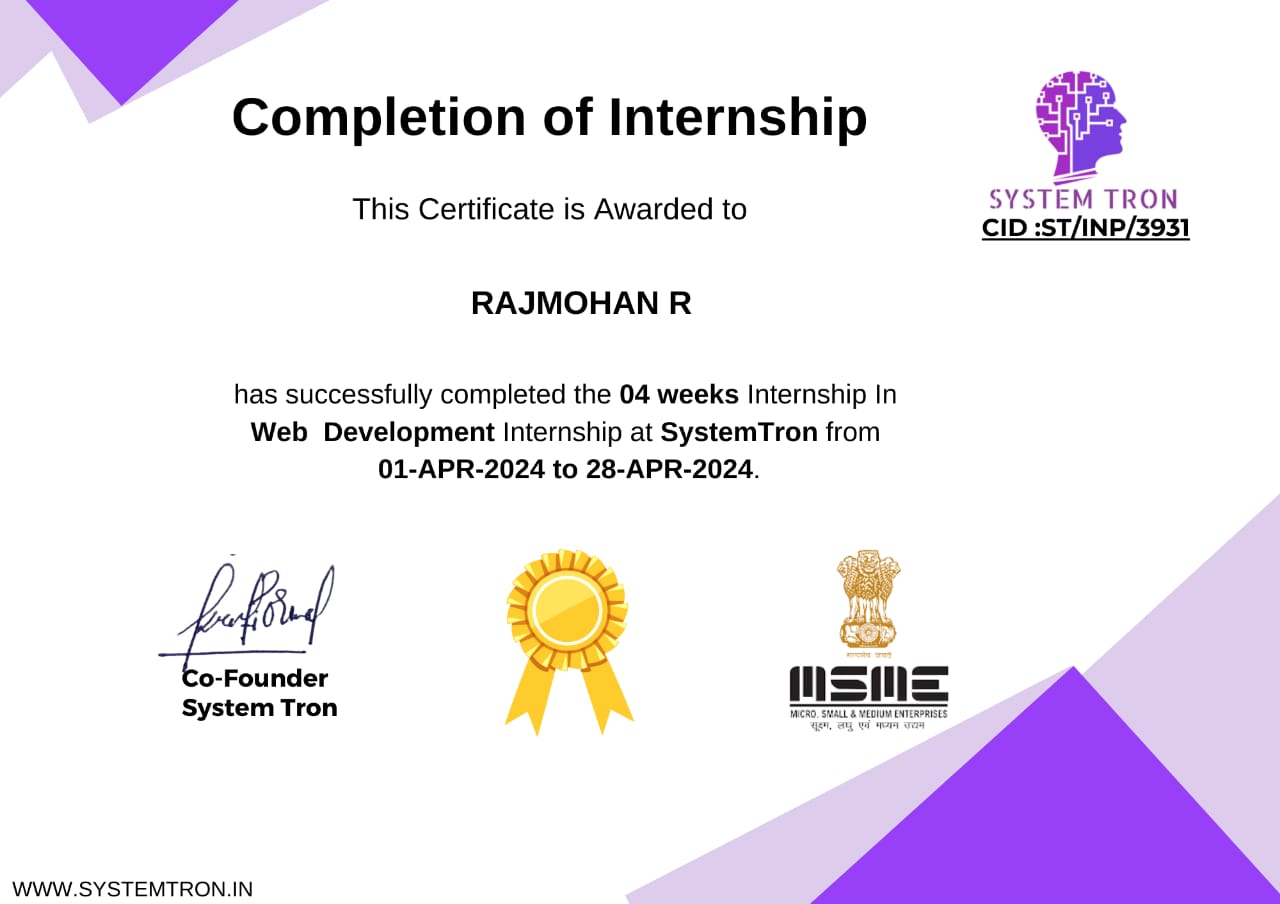 Completion of Internship
This Certificate is Awarded to
SYSTEM TRON
CID :ST/INP/3931
RAJMOHAN R
has successfully completed the 04 weeks Internship In
Web Development Internship at SystemTron from
01-APR-2024 to 28-APR-2024.
Co-Founder
System Tron
सत्यमेव जयते
MSME
MICRO, SMALL & MEDIUM ENTERPRISES
सूक्ष्म, लघु एवं मध्यम उद्यम
WWW.SYSTEMTRON.IN